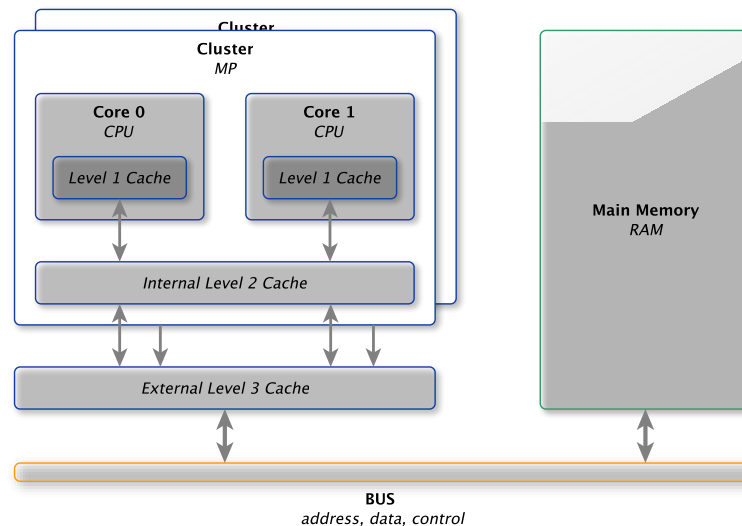 Cluster
Cluster
MP
Core 0
CPU
Level 1 Cache
Core 1
CPU
Level 1 Cache
Internal Level 2 Cache
External Level 3 Cache
Main Memory
RAM
BUS
address, data, control